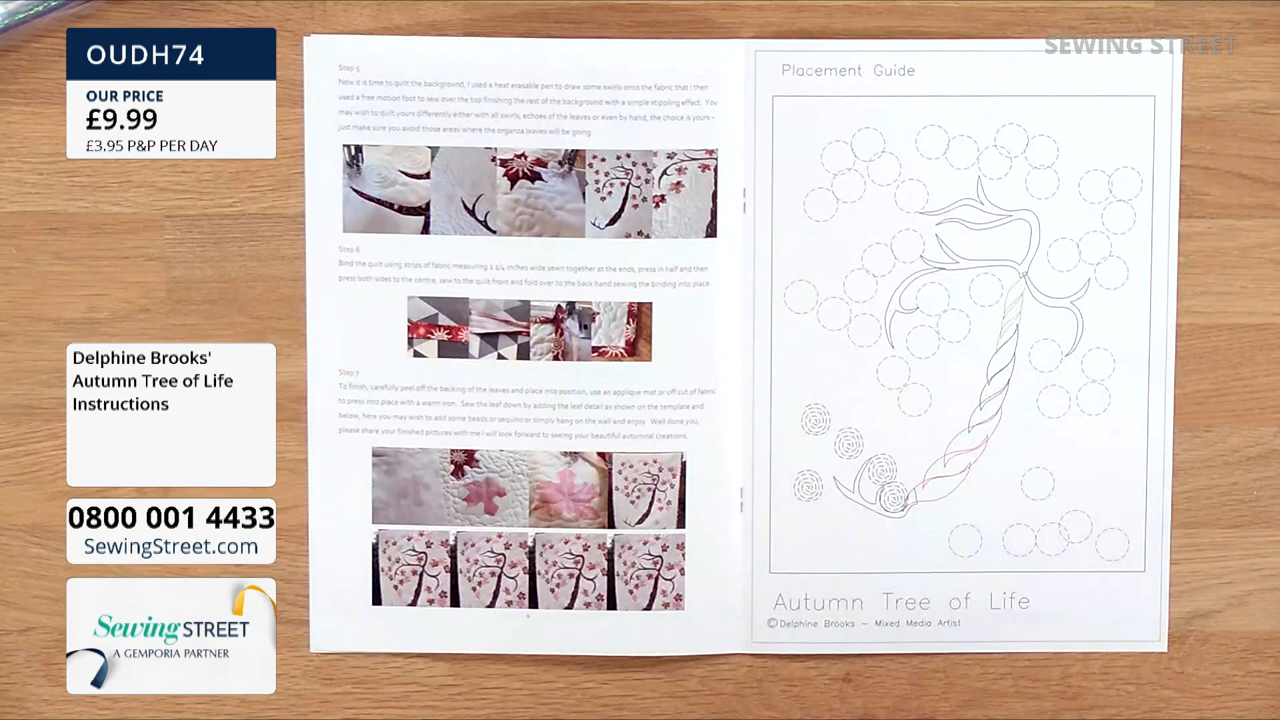 OUDH74
OUR PRICE
£9.99
£3.95 P&P PER DAY
Delphine Brooks'
Autumn Tree of Life
Instructions
0800 001 4433
SewingStreet.com
Sewing STREET
A GEMPORIA PARTNER
SEWING STREET
Step 5
Now it is time to quilt the background, I used a heat erasable pen to draw some swirls onto the fabric that I then
used a free motion foot to sew over the top finishing the rest of the background with a simple stippling effect. You
may wish to quilt yours differently either with all swirls, echoes of the leaves or even by hand, the choice is yours –
just make sure you avoid those areas where the organza leaves will be going.
Step 6
Bind the quilt using strips of fabric measuring 2 1/4 inches wide sewn together at the ends, press in half and then
press both sides to the centre, sew to the quilt front and fold over to the back hand sewing the binding into place.
Step 7
To finish, carefully peel off the backing of the leaves and place into position, use an applique mat or off cut of fabric
to press into place with a warm iron. Sew the leaf down by adding the leaf detail as shown on the template and
below, here you may wish to add some beads or sequins or simply hang on the wall and enjoy. Well done you,
please share your finished pictures with me I will look forward to seeing your beautiful autumnal creations.
Placement Guide
Autumn Tree of Life
©Delphine Brooks – Mixed Media Artist